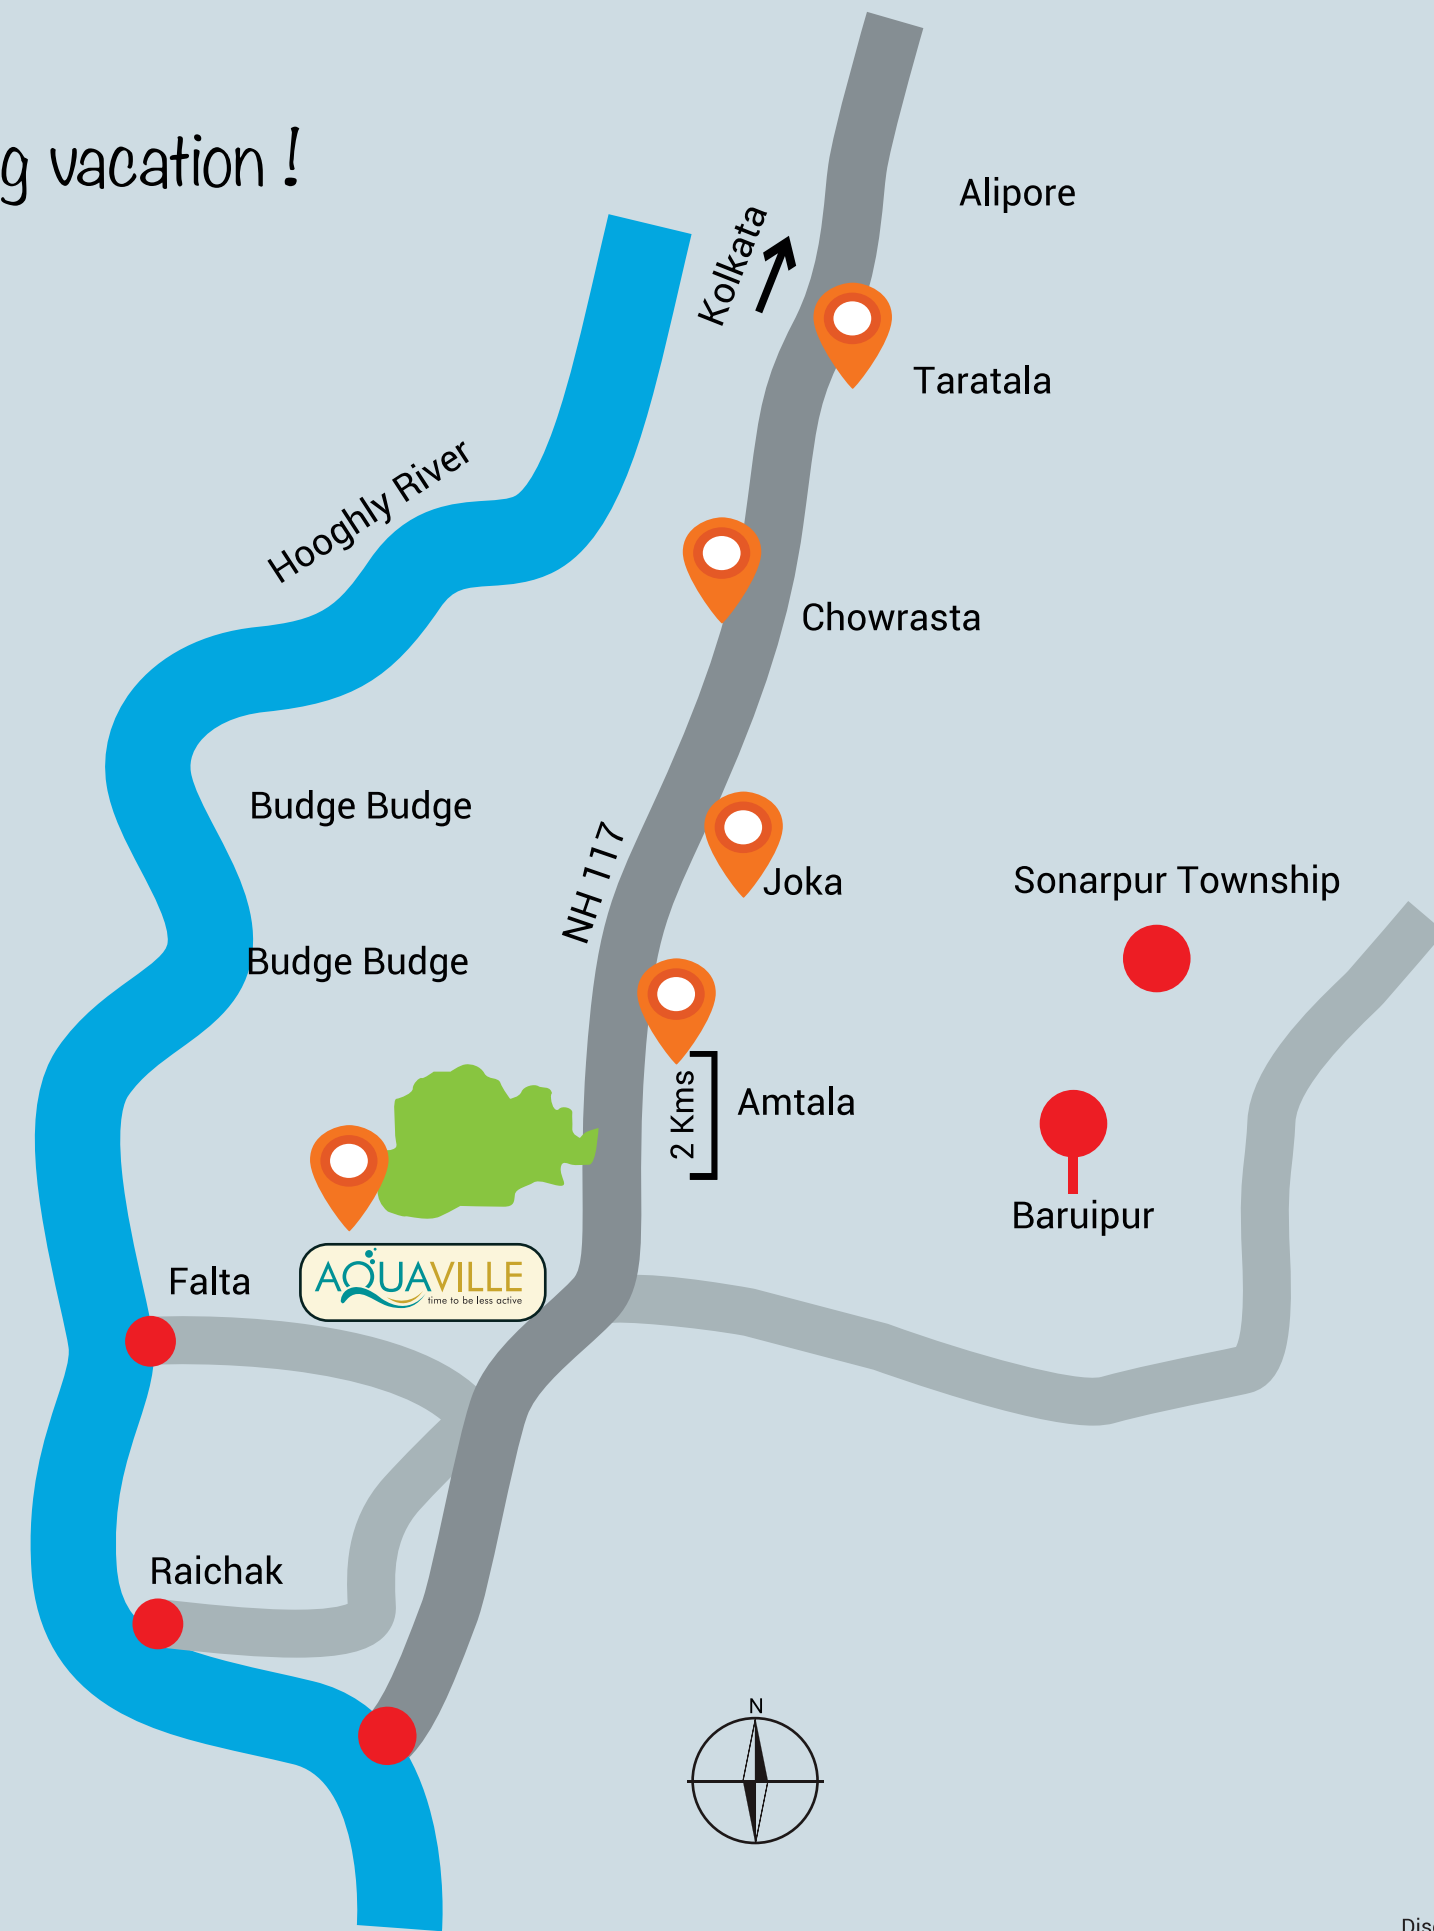 g vacation !
Alipore
Kolkata
Taratala
Hooghly River
Chowrasta
Budge Budge
NH 117
Joka
Sonarpur Township
Budge Budge
2 Kms
Amtala
Baruipur
Falta
AQUAVILLE
time to be less active
Raichak
N